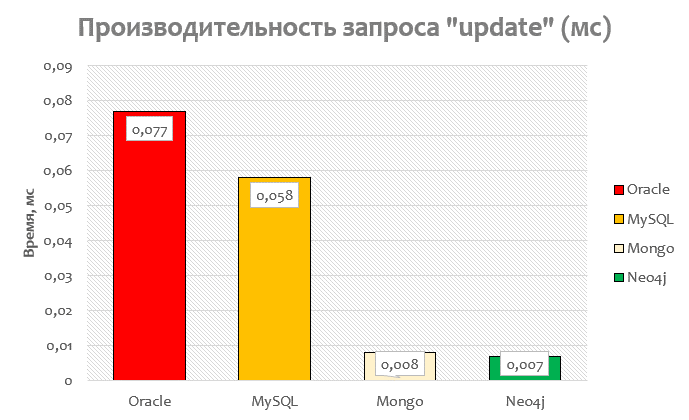 Производительность запроса "update" (мс)
0,09
0,08
0,07
0,06
0,05
0,04
0,03
0,02
0,01
0
Время, мс
0,077
0,058
0,008
0,007
Oracle
MySQL
Mongo
Neo4j
Oracle
MySQL
Mongo
Neo4j